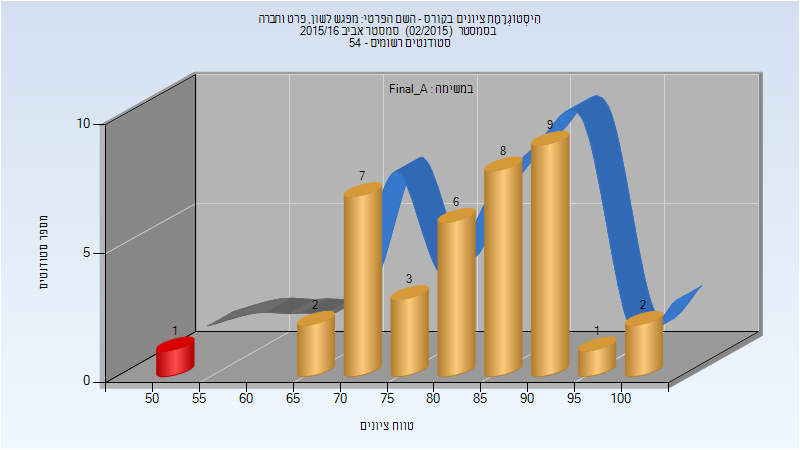 היסטוגרמת ציונים בקורס - השם הפרטי: מפגש לשון, פרט וחברה
בסמסטר (02/2015) סמסטר אביב 2015/16
סטודנטים רשומים - 54
במשימה : Final_A
מספר סטודנטים
10
5
0
1
2
7
3
6
8
9
1
2
50 55 60 65 70 75 80 85 90 95 100
טווח ציונים